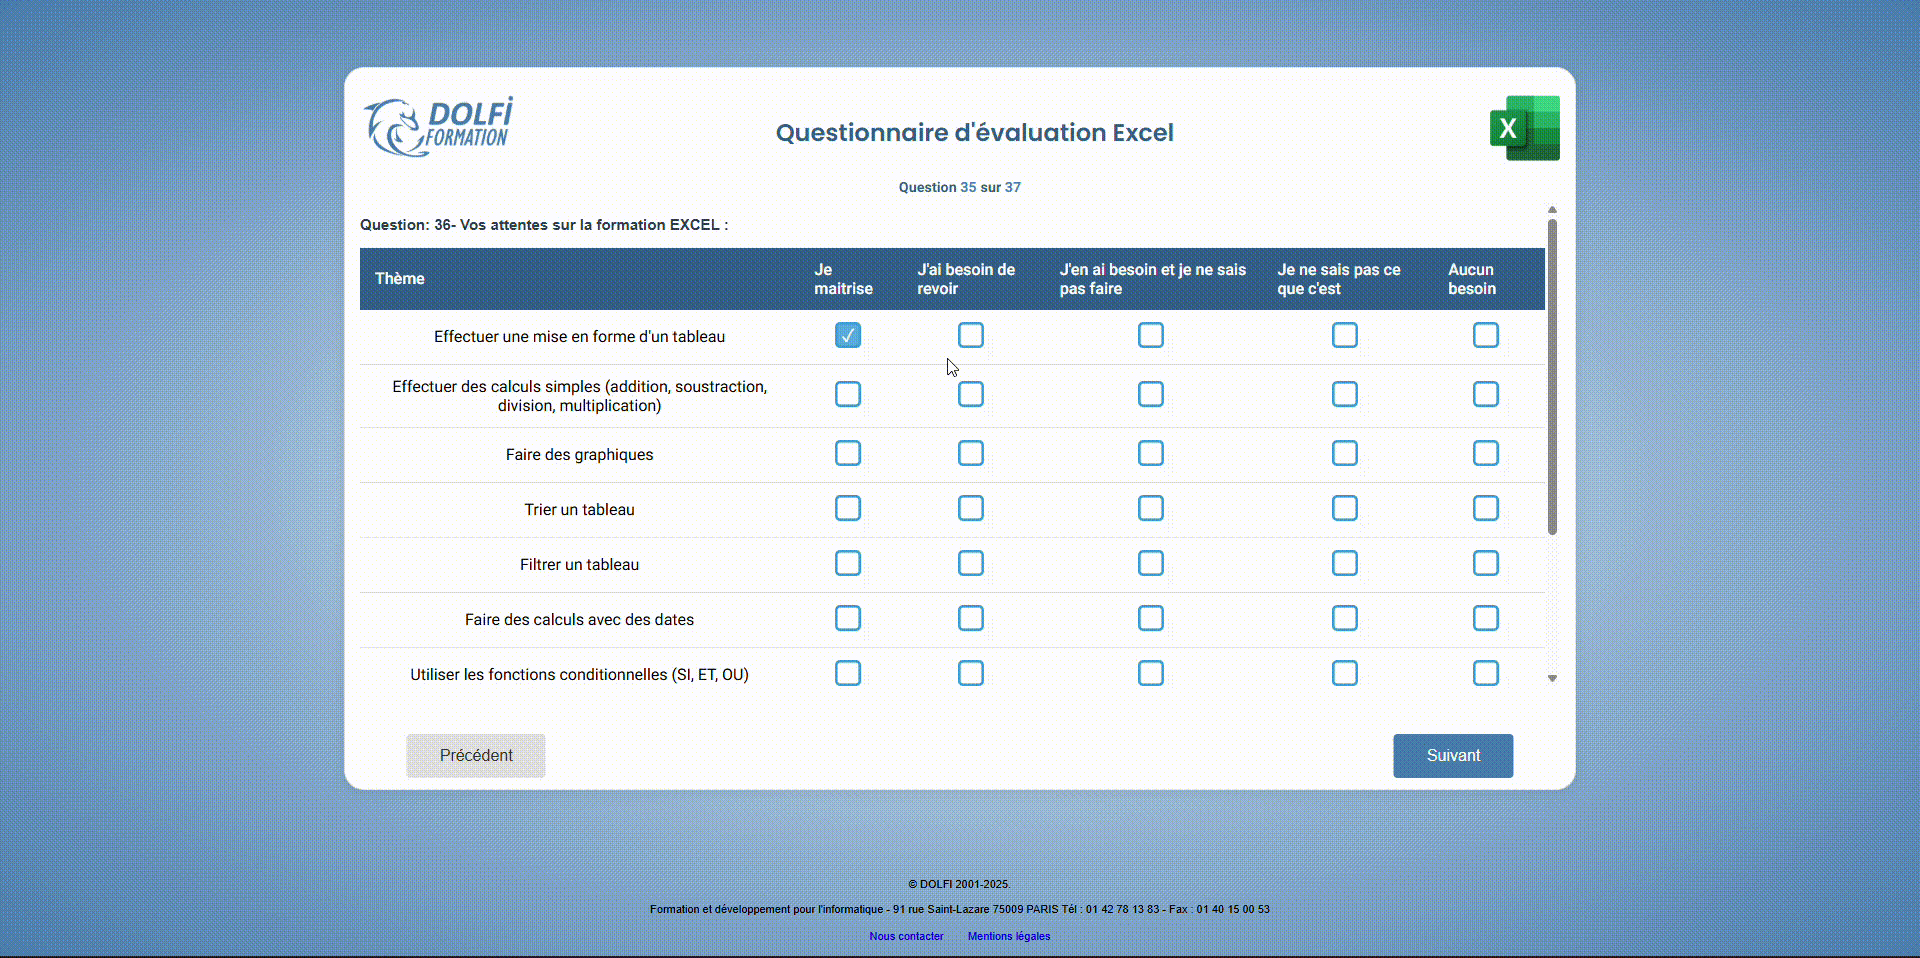 DOLFI
FORMATION
Questionnaire d'évaluation Excel
X
Question 35 sur 37
Question: 36- Vos attentes sur la formation EXCEL :
Thème
Je maitrise
J'ai besoin de revoir
J'en ai besoin et je ne sais pas faire
Je ne sais pas ce que c'est
Aucun besoin
Effectuer une mise en forme d'un tableau
Effectuer des calculs simples (addition, soustraction,
division, multiplication)
Faire des graphiques
Trier un tableau
Filtrer un tableau
Faire des calculs avec des dates
Utiliser les fonctions conditionnelles (SI, ET, OU)
Précédent
Suivant
© DOLFI 2001-2025.
Formation et développement pour l'informatique - 91 rue Saint-Lazare 75009 PARIS Tél : 01 42 78 13 83 - Fax : 01 40 15 00 53
Nous contacter Mentions légales